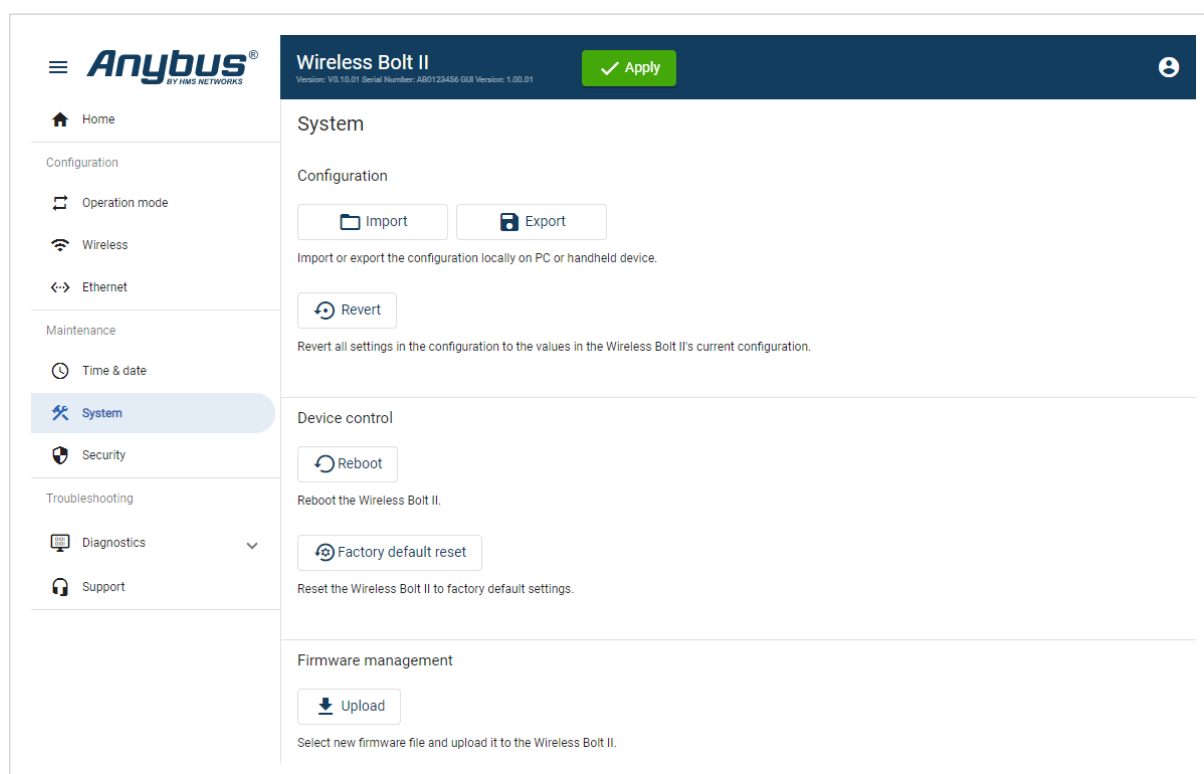 Anybus®
BY HMS NETWORKS
Wireless Bolt II
Version: V0.10.01 Serial Number: AB0123456 GUI Version: 1.00.01
Apply
Home
Configuration
Operation mode
Wireless
Ethernet
Maintenance
Time & date
System
Security
Troubleshooting
Diagnostics
Support
System
Configuration
Import
Export
Import or export the configuration locally on PC or handheld device.
Revert
Revert all settings in the configuration to the values in the Wireless Bolt II's current configuration.
Device control
Reboot
Reboot the Wireless Bolt II.
Factory default reset
Reset the Wireless Bolt II to factory default settings.
Firmware management
Upload
Select new firmware file and upload it to the Wireless Bolt II.